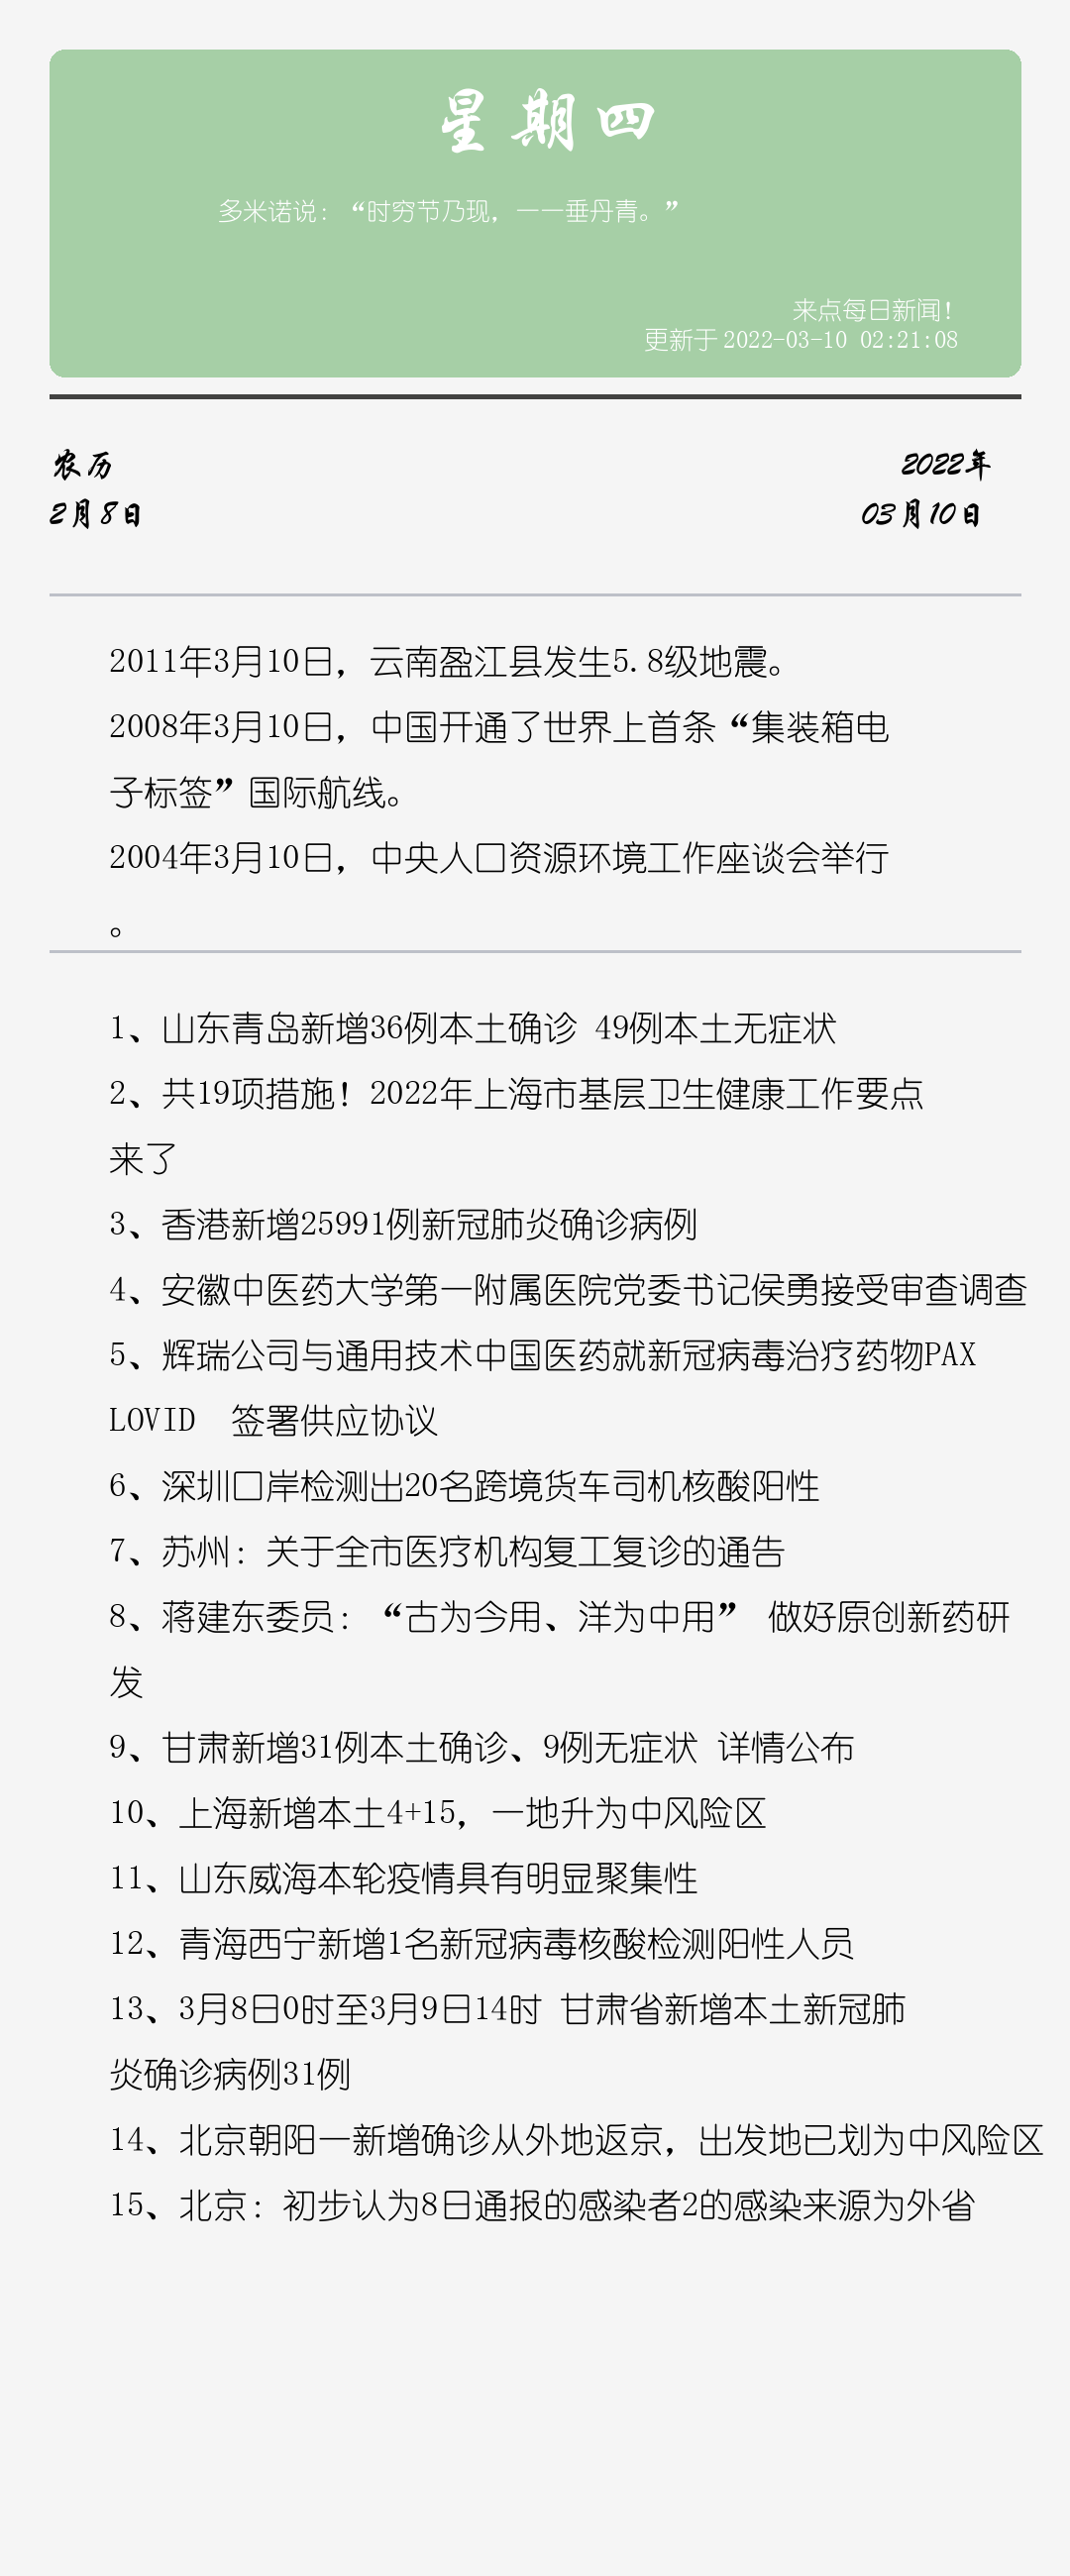 星期四
多米诺说：“时穷节乃现，一一垂丹青。”
来点每日新闻！
更新于 2022-03-10 02:21:08
农历
2022年
2月8日
03月10日
2011年3月10日，云南盈江县发生5.8级地震。
2008年3月10日，中国开通了世界上首条“集装箱电
子标签”国际航线。
2004年3月10日，中央人口资源环境工作座谈会举行
。
1、山东青岛新增36例本土确诊 49例本土无症状
2、共19项措施！2022年上海市基层卫生健康工作要点
来了
3、香港新增25991例新冠肺炎确诊病例
4、安徽中医药大学第一附属医院党委书记侯勇接受审查调查
5、辉瑞公司与通用技术中国医药就新冠病毒治疗药物PAX
LOVID  签署供应协议
6、深圳口岸检测出20名跨境货车司机核酸阳性
7、苏州：关于全市医疗机构复工复诊的通告
8、蒋建东委员：“古为今用、洋为中用” 做好原创新药研
发
9、甘肃新增31例本土确诊、9例无症状 详情公布
10、上海新增本土4+15，一地升为中风险区
11、山东威海本轮疫情具有明显聚集性
12、青海西宁新增1名新冠病毒核酸检测阳性人员
13、3月8日0时至3月9日14时 甘肃省新增本土新冠肺
炎确诊病例31例
14、北京朝阳一新增确诊从外地返京，出发地已划为中风险区
15、北京：初步认为8日通报的感染者2的感染来源为外省